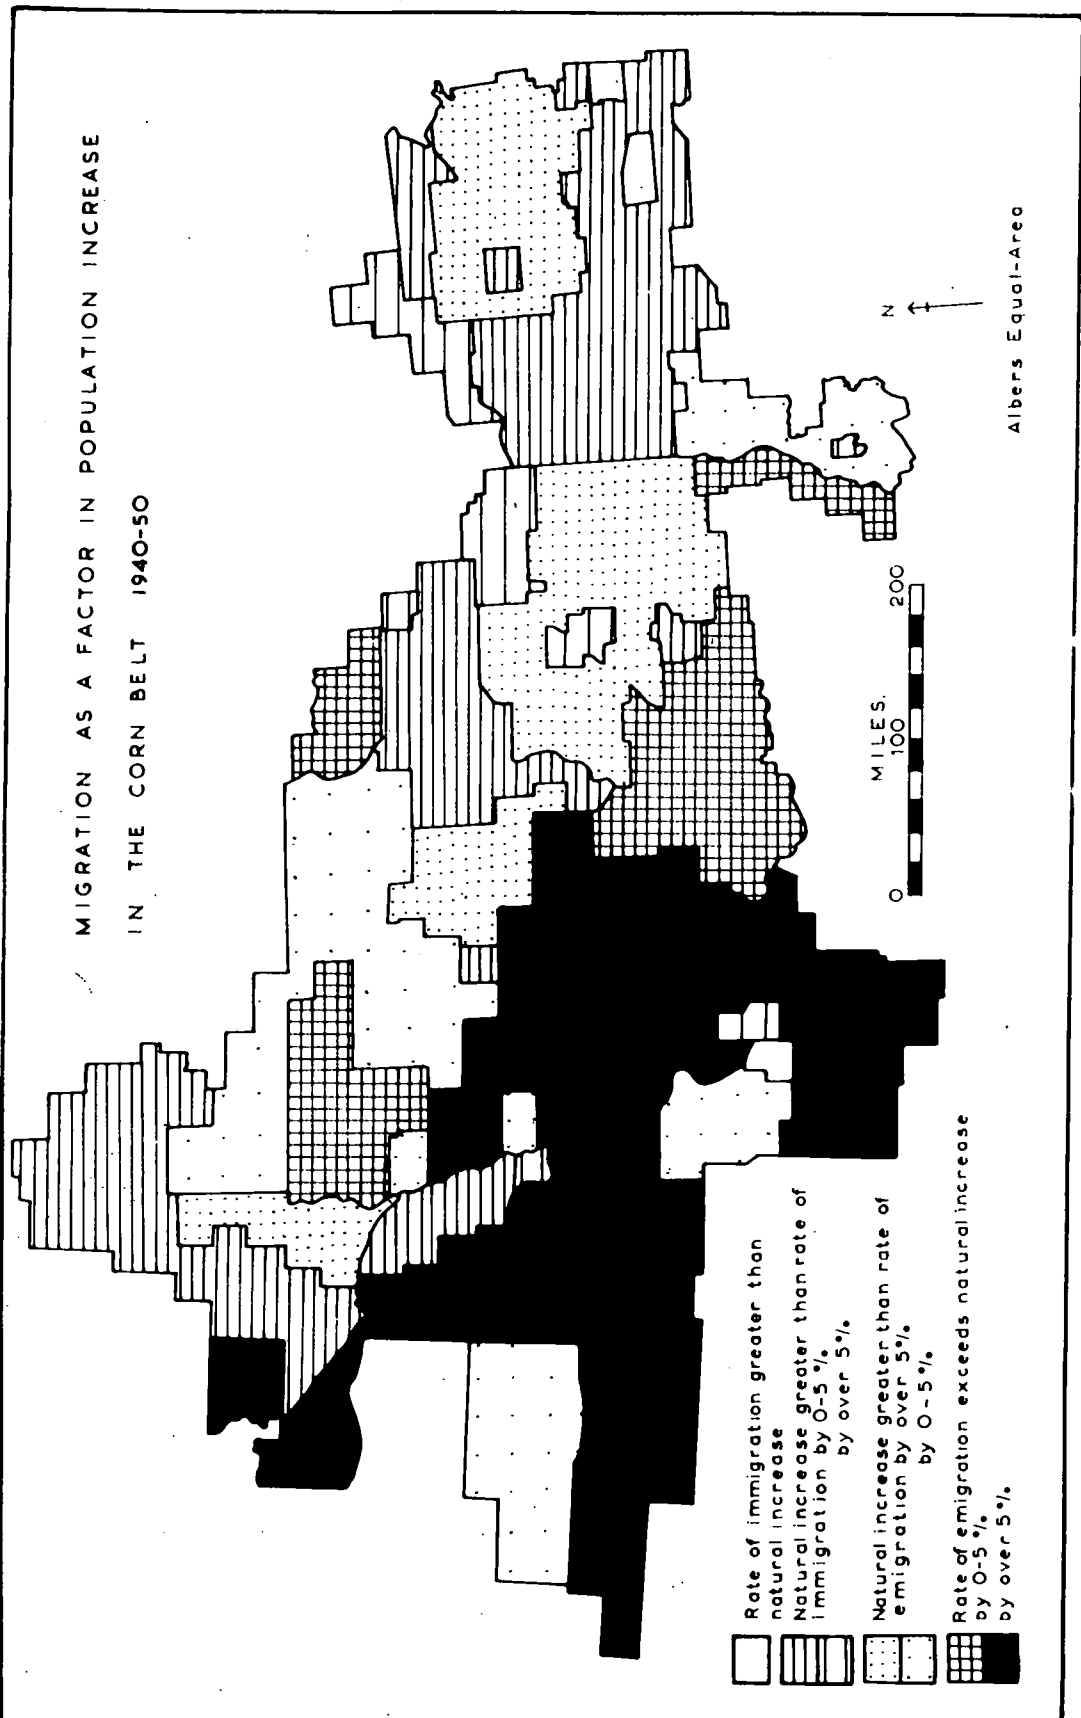 MIGRATION AS A FACTOR IN POPULATION INCREASE
IN THE CORN BELT 1940-50
N
Albers Equal-Area
MILES.
0 100 200
Rate of immigration greater than
natural increase
Natural increase greater than rate of
immigration by 0-5 %.
by over 5%.
Natural increase greater than rate of
emigration by over 5%.
by 0-5%.
Rate of emigration exceeds natural increase
by 0-5 %.
by over 5%.